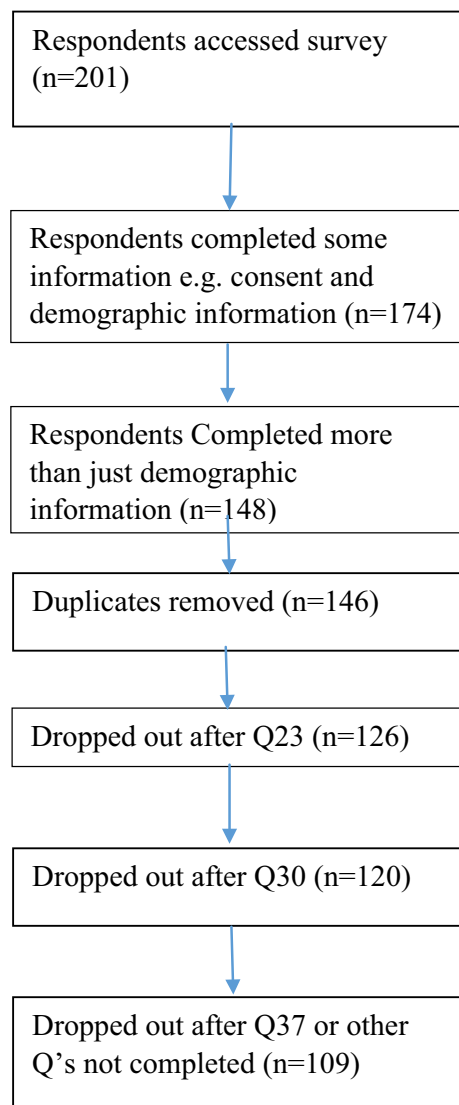 Respondents accessed survey
(n=201)
Respondents completed some
information e.g. consent and
demographic information (n=174)
Respondents Completed more
than just demographic
information (n=148)
Duplicates removed (n=146)
Dropped out after Q23 (n=126)
Dropped out after Q30 (n=120)
Dropped out after Q37 or other
Q’s not completed (n=109)